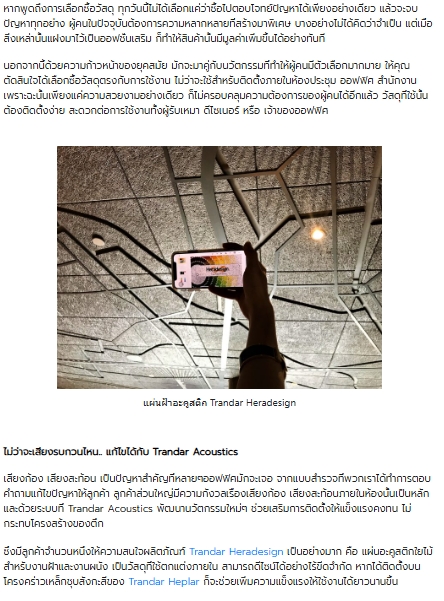 หากพูดถึงการเลือกซื้อวัสดุ ทุกวันนี้ไม่ได้เลือกแค่ว่าซื้อไปตอบโจทย์ปัญหาได้เพียงอย่างเดียว แล้วจะจบ
ปัญหาทุกอย่าง ผู้คนในปัจจุบันต้องการความหลากหลายที่สร้างมาพิเศษ บางอย่างไม่ได้คิดว่าจำเป็น แต่เมื่อ
สิ่งเหล่านั้นแฝงมาไว้เป็นออฟชันเสริม ก็ทำให้สินค้านั้นมีมูลค่าเพิ่มขึ้นได้อย่างทันที
นอกจากนี้ด้วยความก้าวหน้าของยุคสมัย มักจะมาคู่กับนวัตกรรมที่ทำให้ผู้คนมีตัวเลือกมากมาย ให้คุณ
ตัดสินใจได้เลือกซื้อวัสดุตรงกับการใช้งาน ไม่ว่าจะใช้สำหรับติดตั้งภายในห้องประชุม ออฟฟิศ สำนักงาน
เพราะฉะนั้นเพียงแค่ความสวยงามอย่างเดียว ก็ไม่ครอบคลุมความต้องการของผู้คนได้อีกแล้ว วัสดุที่ใช้นั้น
ต้องติดตั้งง่าย สะดวกต่อการใช้งานทั้งผู้รับเหมา ดีไซเนอร์ หรือ เจ้าของออฟฟิศ
Heradesign
แผ่นฝ้าอะคูสติค Trandar Heradesign
ไม่ว่าจะเสียงรบกวนไหน.. แก้ไขได้กับ Trandar Acoustics
เสียงก้อง เสียงสะท้อน เป็นปัญหาสำคัญที่หลายๆออฟฟิศมักจะเจอ จากแบบสำรวจที่พวกเราได้ทำการตอบ
คำถามแก้ไขปัญหาให้ลูกค้า ลูกค้าส่วนใหญ่มีความกังวลเรื่องเสียงก้อง เสียงสะท้อนภายในห้องนั้นเป็นหลัก
และด้วยระบบที่ Trandar Acoustics พัฒนานวัตกรรมใหม่ๆ ช่วยเสริมการติดตั้งให้แข็งแรงคงทน ไม่
กระทบโครงสร้างของตึก
ซึ่งมีลูกค้าจำนวนหนึ่งให้ความสนใจผลิตภัณฑ์ Trandar Heradesign เป็นอย่างมาก คือ แผ่นอะคูสติกใยไม้
สำหรับงานฝ้าและงานผนัง เป็นวัสดุที่ใช้ตกแต่งภายใน สามารถดีไซน์ได้อย่างไร้ขีดจำกัด หากได้ติดตั้งบน
โครงคร่าวเหล็กชุบสังกะสีของ Trandar Heplar ก็จะช่วยเพิ่มความแข็งแรงให้ใช้งานได้ยาวนานขึ้น